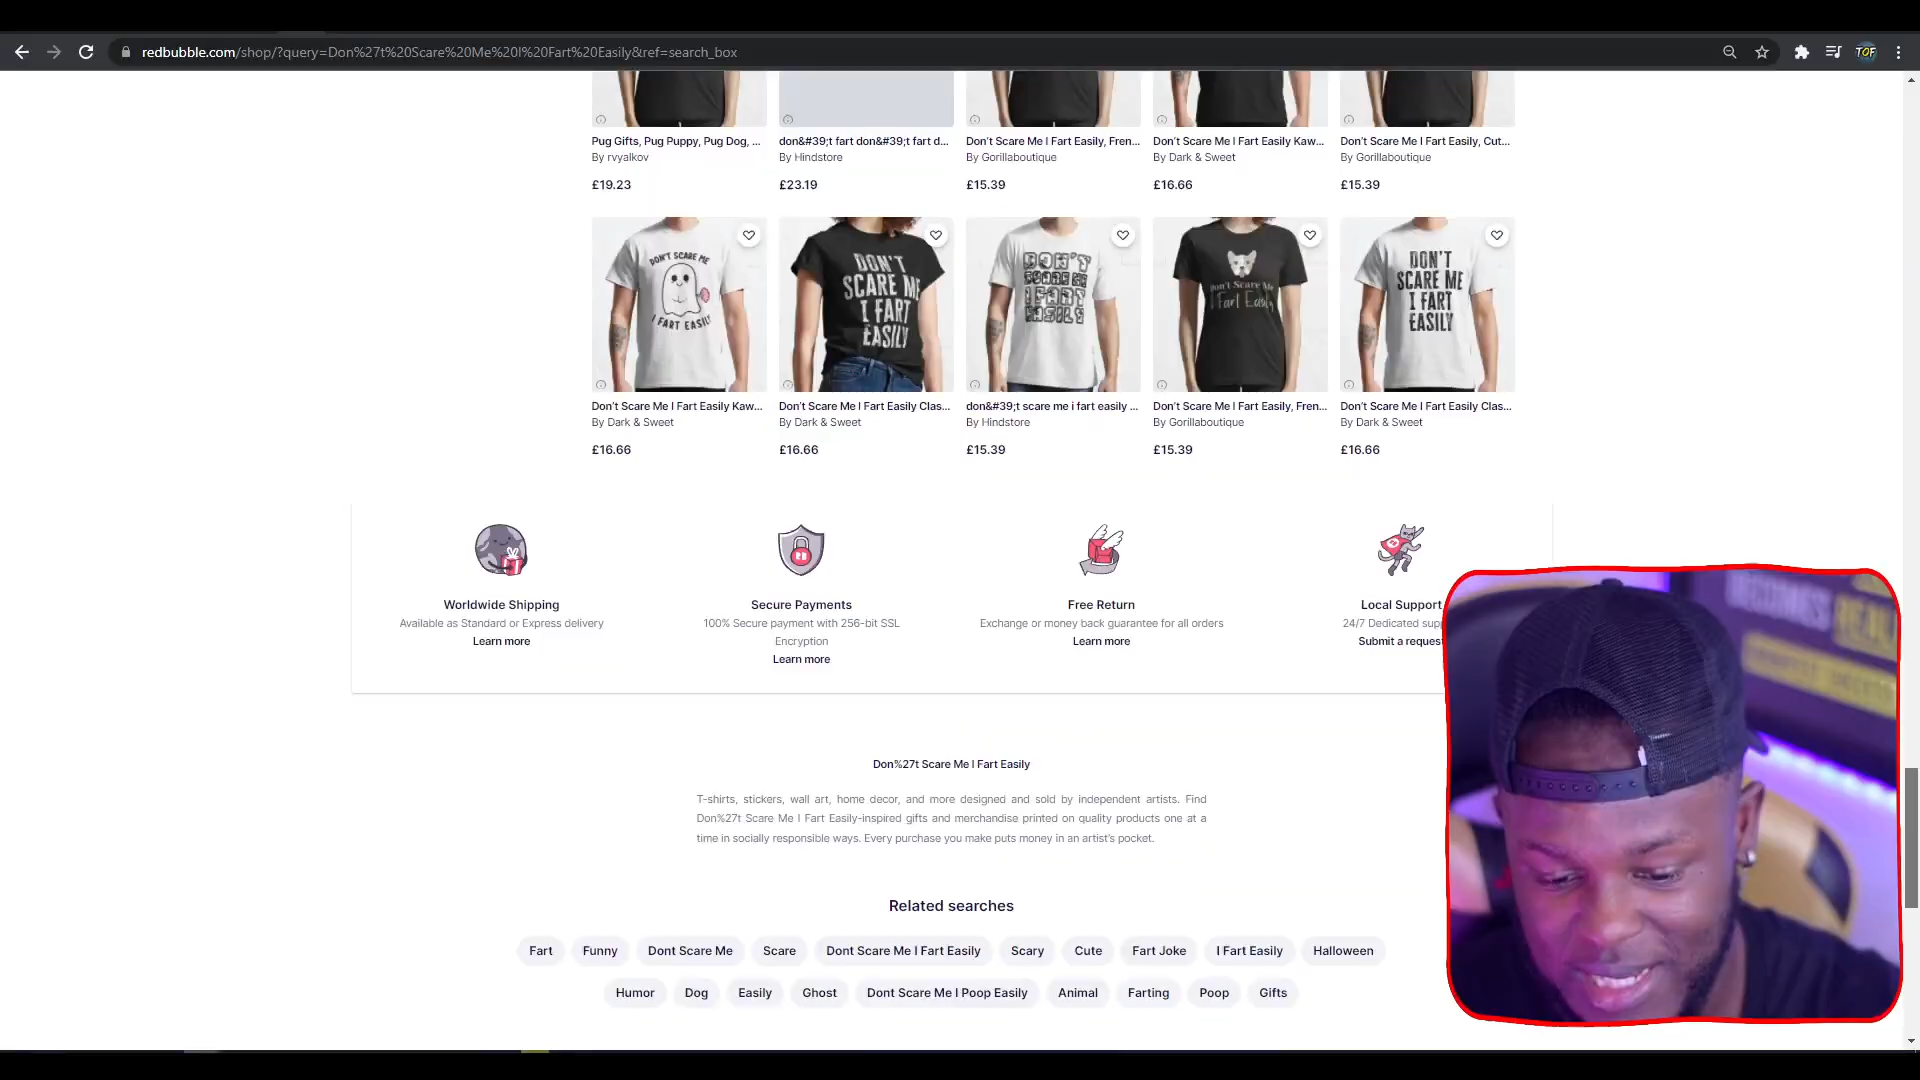 redbubble.com/shop/?query=Don%27t%20Scare%20Me%20I%20Fart%20Easily&ref=search_box
TOF
Pug Gifts, Pug Puppy, Pug Dog, ...
By rvyalkov
£19.23
don&#39;t fart don&#39;t fart d...
By Hindstore
£23.19
Don't Scare Me I Fart Easily, Fren...
By Gorillaboutique
£15.39
Don't Scare Me I Fart Easily Kaw...
By Dark & Sweet
£16.66
Don't Scare Me I Fart Easily, Cut...
By Gorillaboutique
£15.39
DON'T SCARE ME
I FART EASILY
Don't Scare Me I Fart Easily Kaw...
By Dark & Sweet
£16.66
DON'T
SCARE ME
I FART
EASILY
Don't Scare Me I Fart Easily Clas...
By Dark & Sweet
£16.66
DON'T
SCARE ME
I FART
EASILY
don&#39;t scare me i fart easily ...
By Hindstore
£15.39
Don't Scare Me
I Fart Easily
Don't Scare Me I Fart Easily, Fren...
By Gorillaboutique
£15.39
DON'T
SCARE ME
I FART
EASILY
Don't Scare Me I Fart Easily Clas...
By Dark & Sweet
£16.66
Worldwide Shipping
Available as Standard or Express delivery
Learn more
RB
Secure Payments
100% Secure payment with 256-bit SSL
Encryption
Learn more
Free Return
Exchange or money back guarantee for all orders
Learn more
Local Support
24/7 Dedicated sup
Submit a request
Don%27t Scare Me I Fart Easily
T-shirts, stickers, wall art, home decor, and more designed and sold by independent artists. Find
Don%27t Scare Me I Fart Easily-inspired gifts and merchandise printed on quality products one at a
time in socially responsible ways. Every purchase you make puts money in an artist's pocket.
Related searches
Fart Funny Dont Scare Me Scare Dont Scare Me I Fart Easily Scary Cute Fart Joke I Fart Easily Halloween
Humor Dog Easily Ghost Dont Scare Me I Poop Easily Animal Farting Poop Gifts
BECOMES REAL